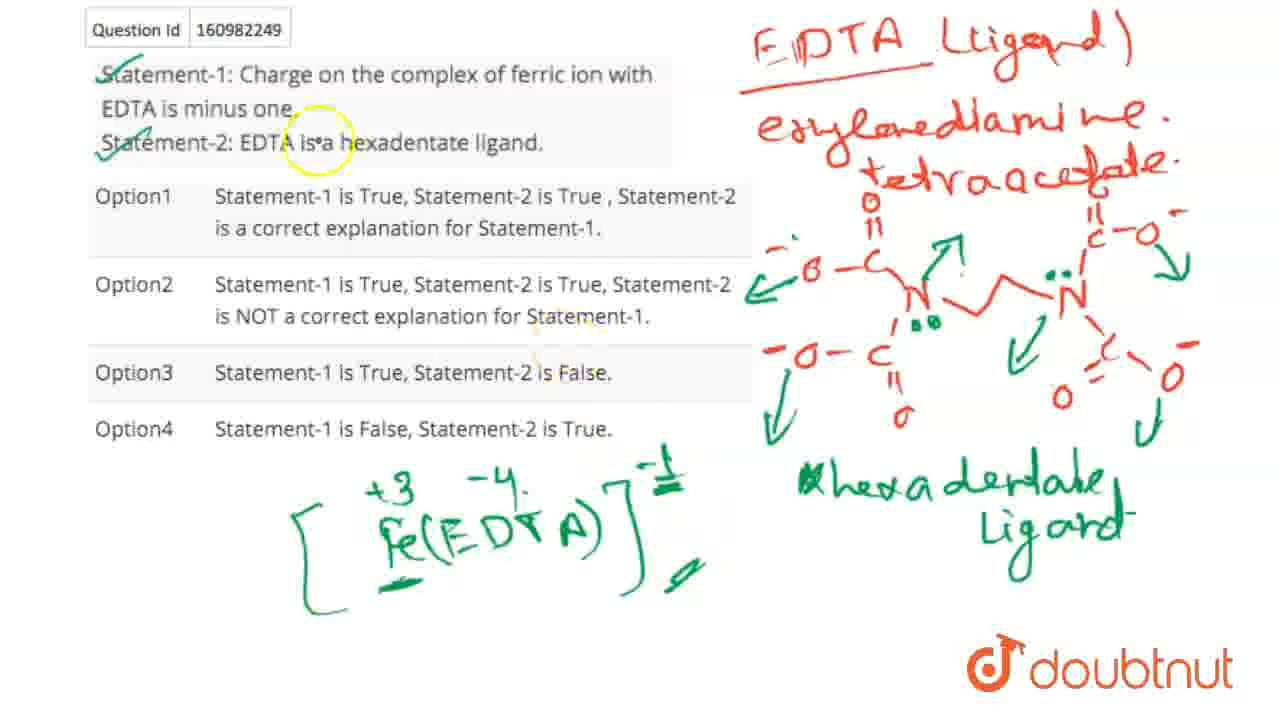 Question Id 160982249
Statement-1: Charge on the complex of ferric ion with
EDTA is minus one.
Statement-2: EDTA is a hexadentate ligand.
Option1 Statement-1 is True, Statement-2 is True , Statement-2
is a correct explanation for Statement-1.
Option2 Statement-1 is True, Statement-2 is True, Statement-2
is NOT a correct explanation for Statement-1.
Option3 Statement-1 is True, Statement-2 is False.
Option4 Statement-1 is False, Statement-2 is True.
+3 -4 -1
[Fe(EDTA)]
EDTA (ligand)
tetraacetate.
O O
|| ||
- O - C C - O -
N N
- O - C C O -
|| O
O
hexadentate
Ligand
doubtnut